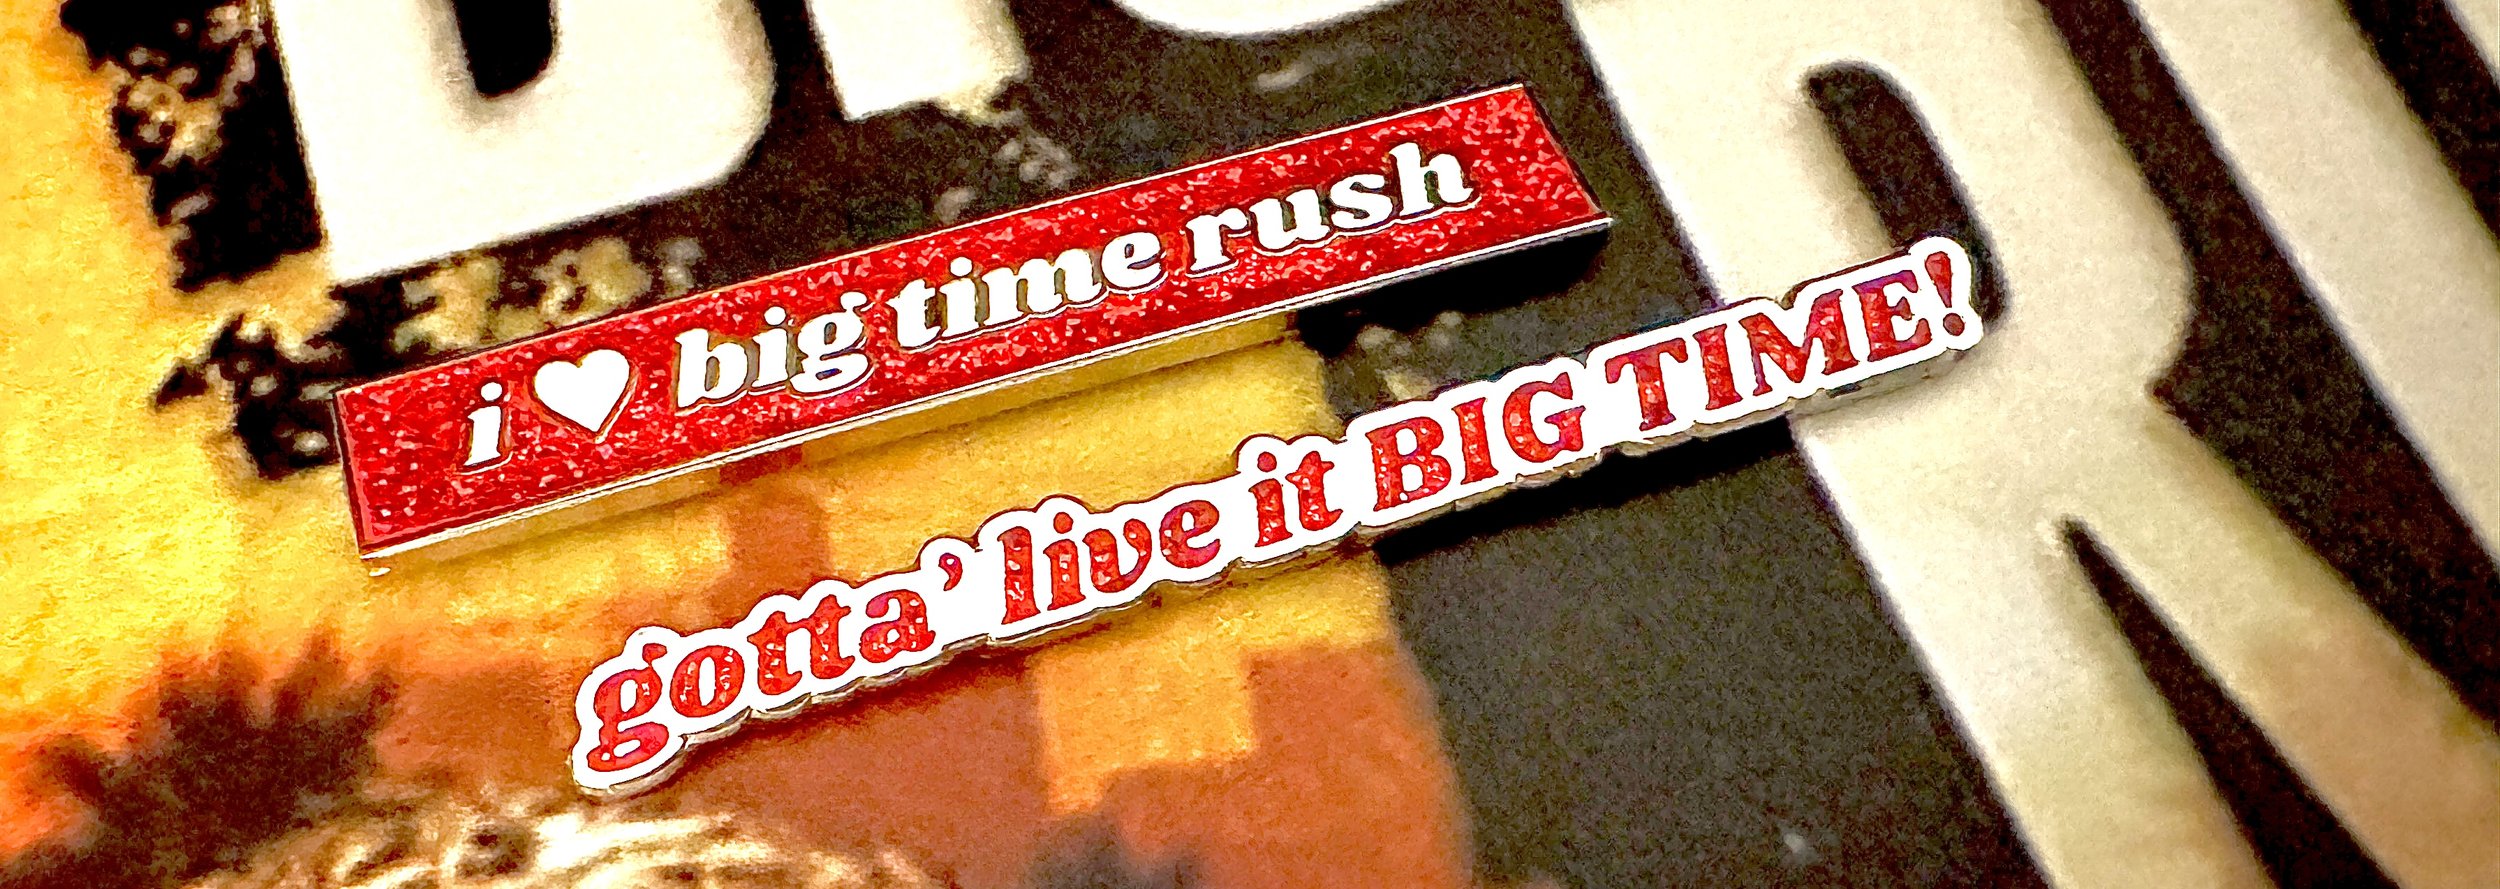 i ♥ big time rush
gotta' live it BIG TIME!